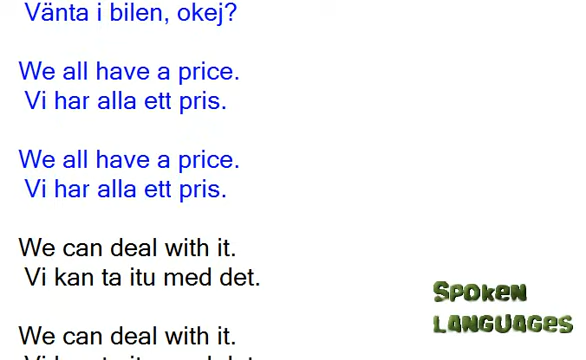 Vänta i bilen, okej?
We all have a price.
Vi har alla ett pris.
We all have a price.
Vi har alla ett pris.
We can deal with it.
Vi kan ta itu med det.
We can deal with it.
Spoken
Languages